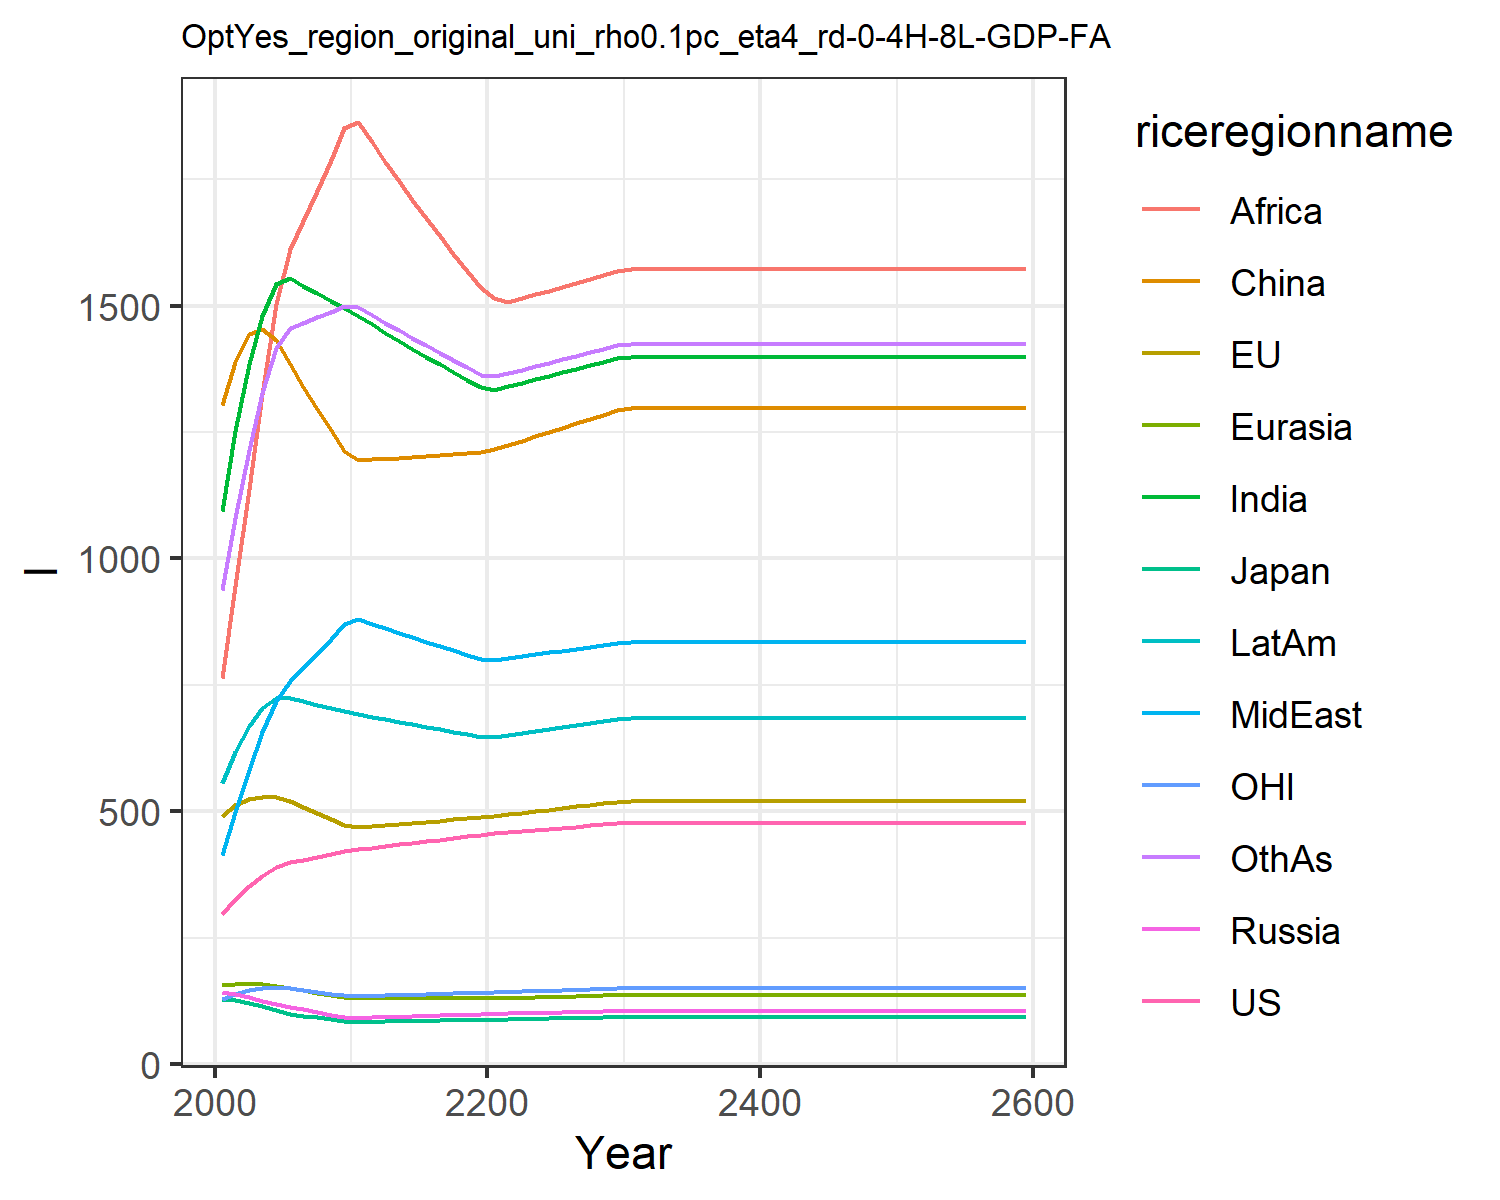 OptYes_region_original_uni_rho0.1pc_eta4_rd-0-4H-8L-GDP-FA
riceregionname
Africa
China
EU
Eurasia
India
Japan
LatAm
MidEast
OHI
OthAs
Russia
US
l
1500
1000
500
0
2000 2200 2400 2600
Year